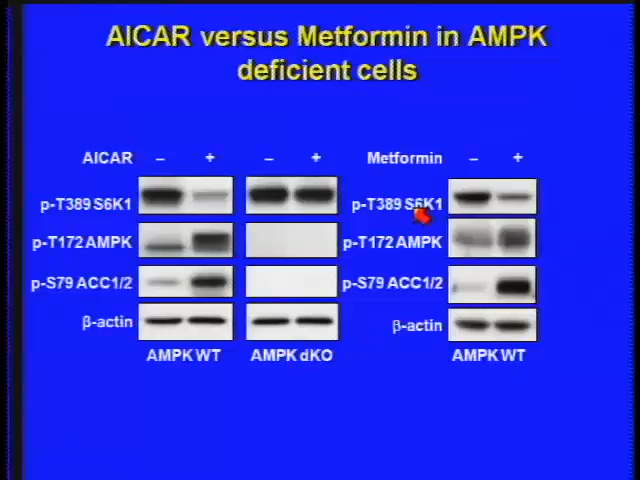 AICAR versus Metformin in AMPK
deficient cells
AICAR – + – +
p-T389 S6K1
p-T172 AMPK
p-S79 ACC1/2
β-actin
AMPK WT AMPK dKO
Metformin – +
p-T389 S6K1
p-T172 AMPK
p-S79 ACC1/2
β-actin
AMPK WT